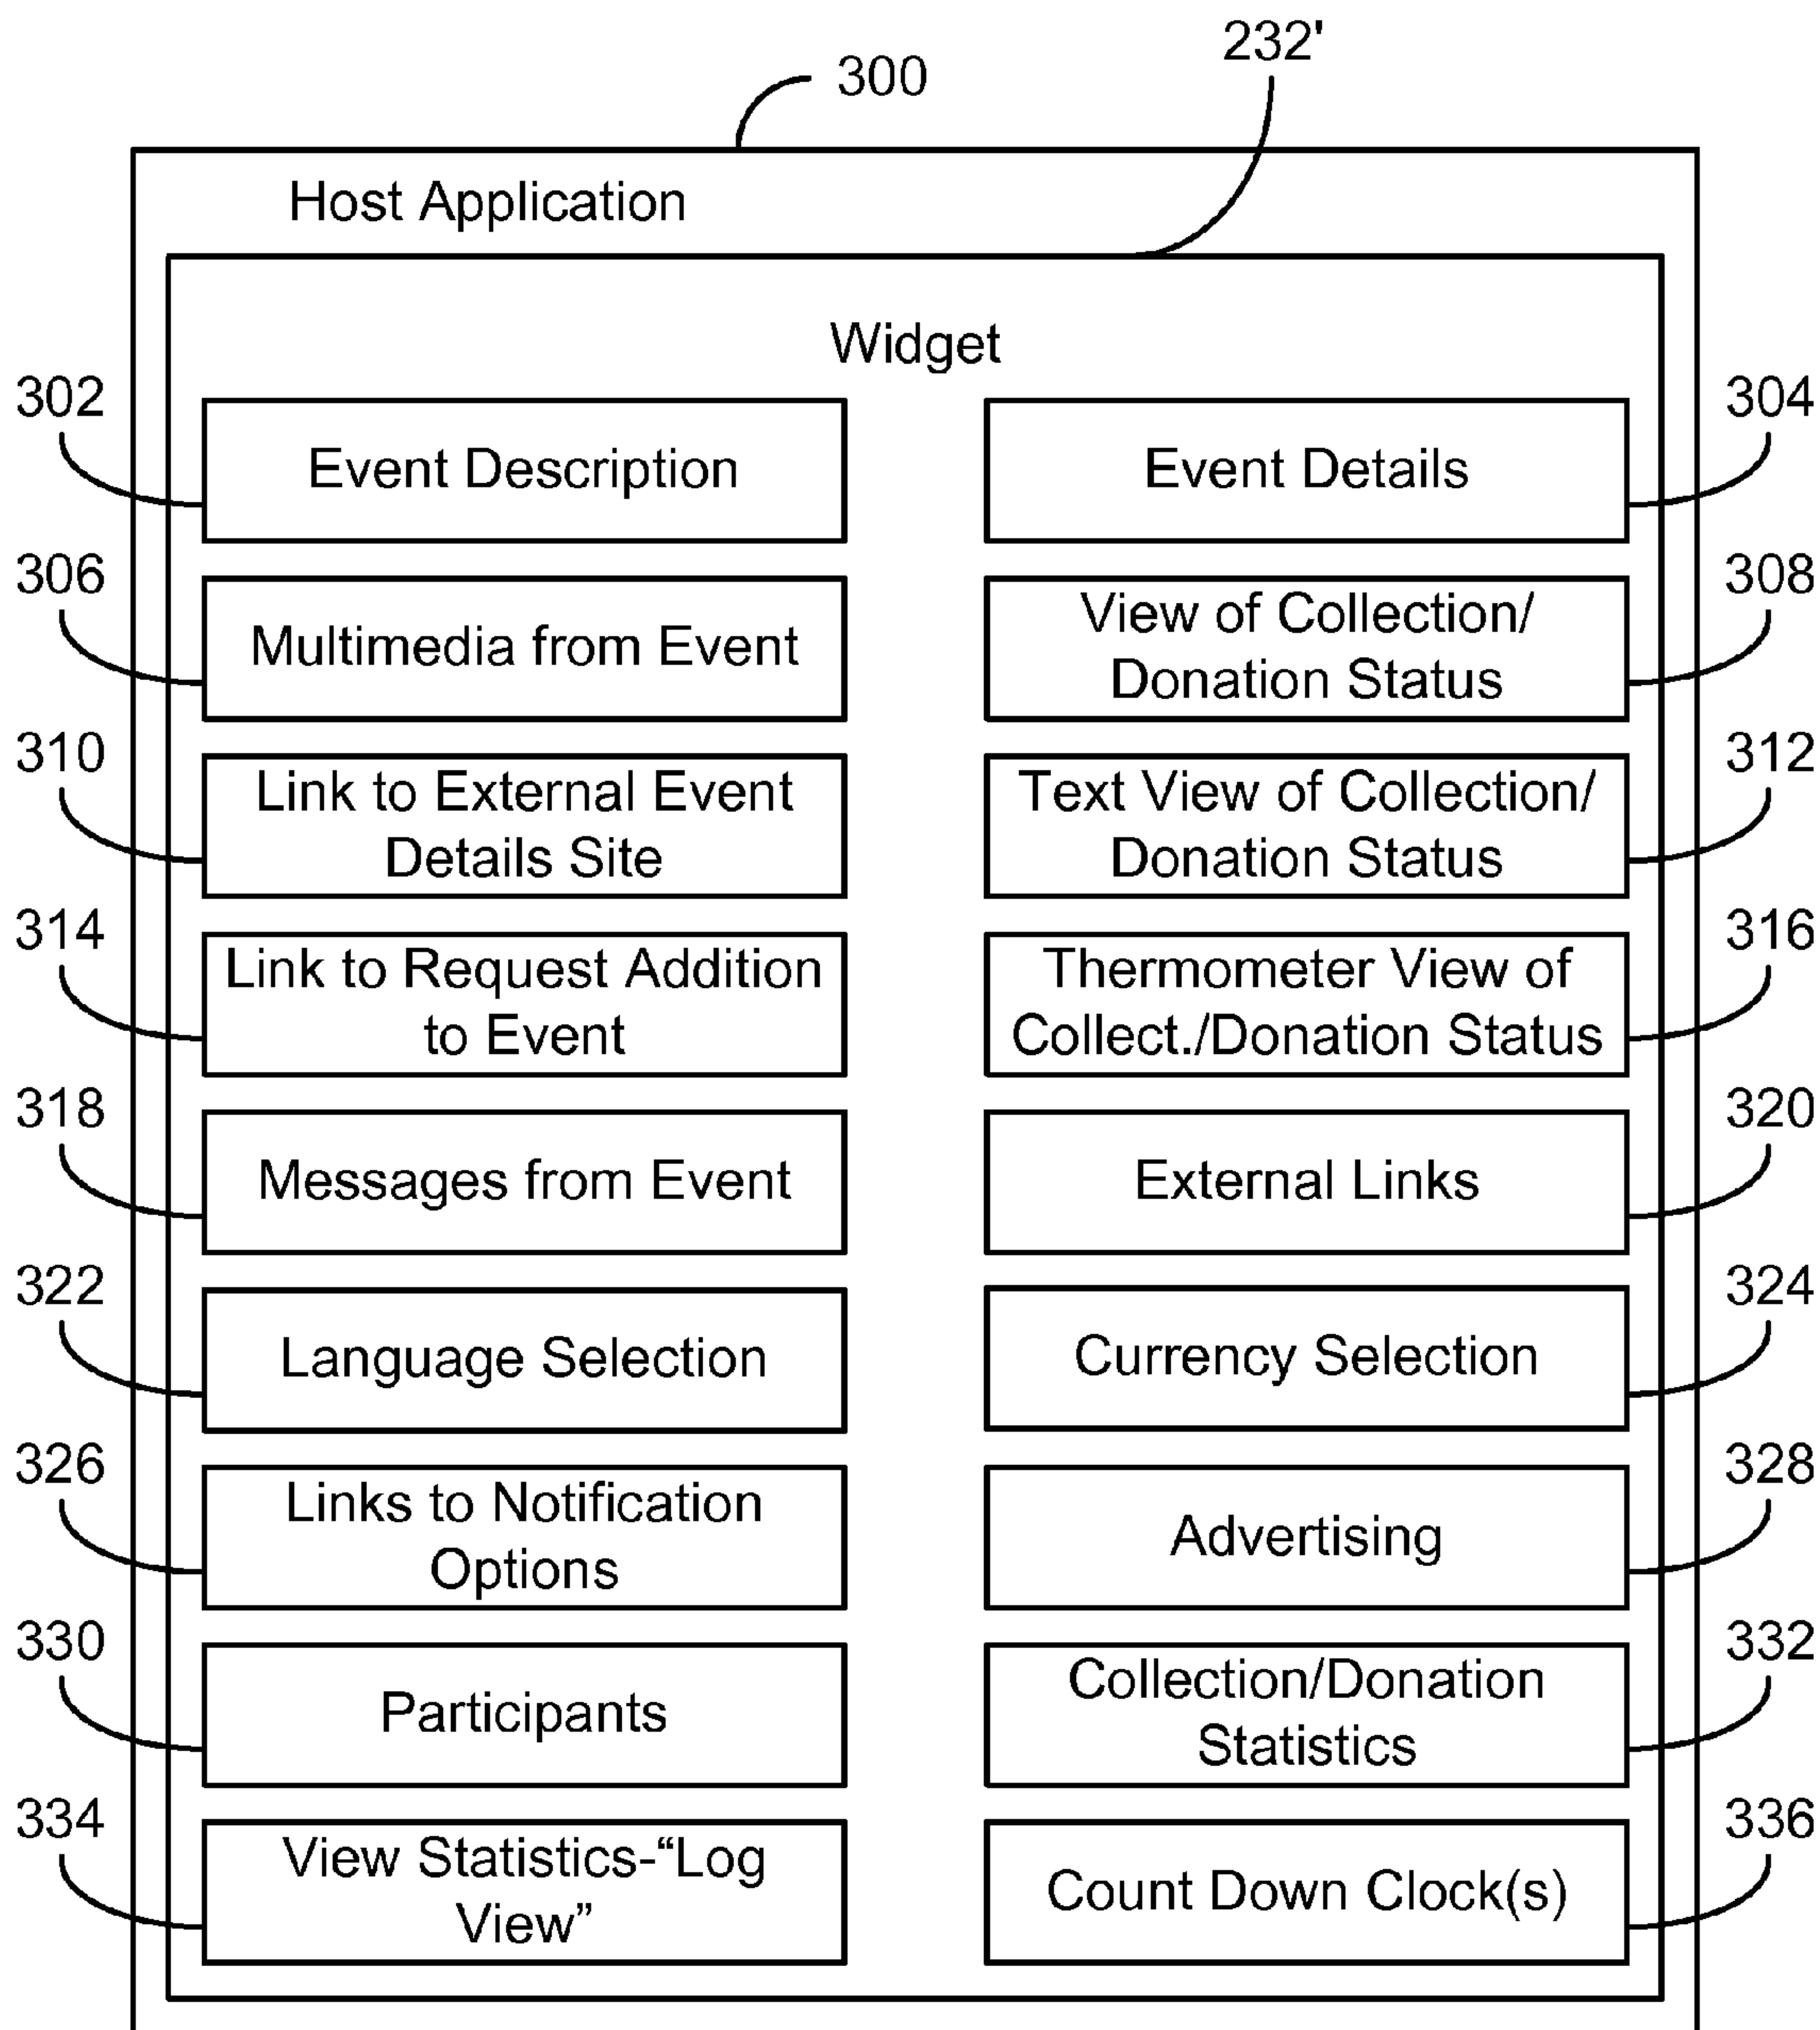 232'
300
Host Application
Widget
302
304
Event Description
Event Details
306
308
Multimedia from Event
View of Collection/
Donation Status
310
312
Link to External Event
Details Site
Text View of Collection/
Donation Status
314
316
Link to Request Addition
to Event
Thermometer View of
Collect./Donation Status
318
320
Messages from Event
External Links
322
324
Language Selection
Currency Selection
326
328
Links to Notification
Options
Advertising
330
332
Participants
Collection/Donation
Statistics
334
336
View Statistics-“Log
View”
Count Down Clock(s)